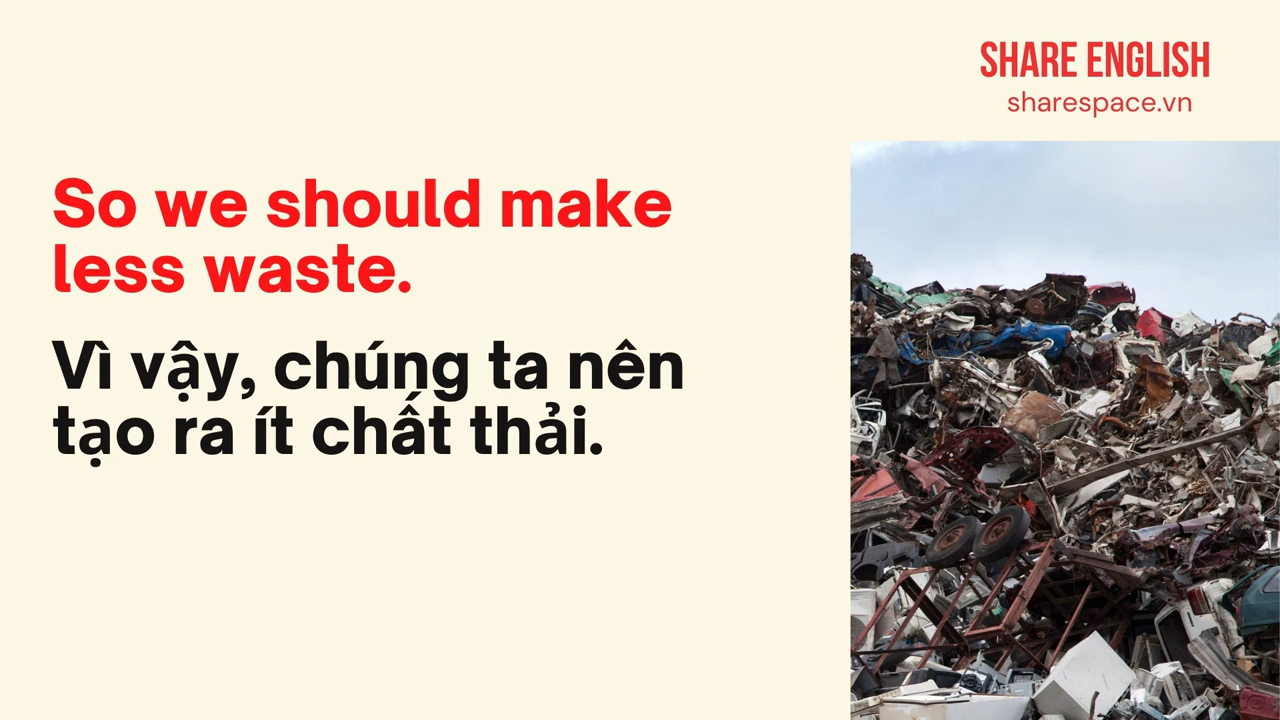 SHARE ENGLISH
sharespace.vn
So we should make
less waste.
Vì vậy, chúng ta nên
tạo ra ít chất thải.